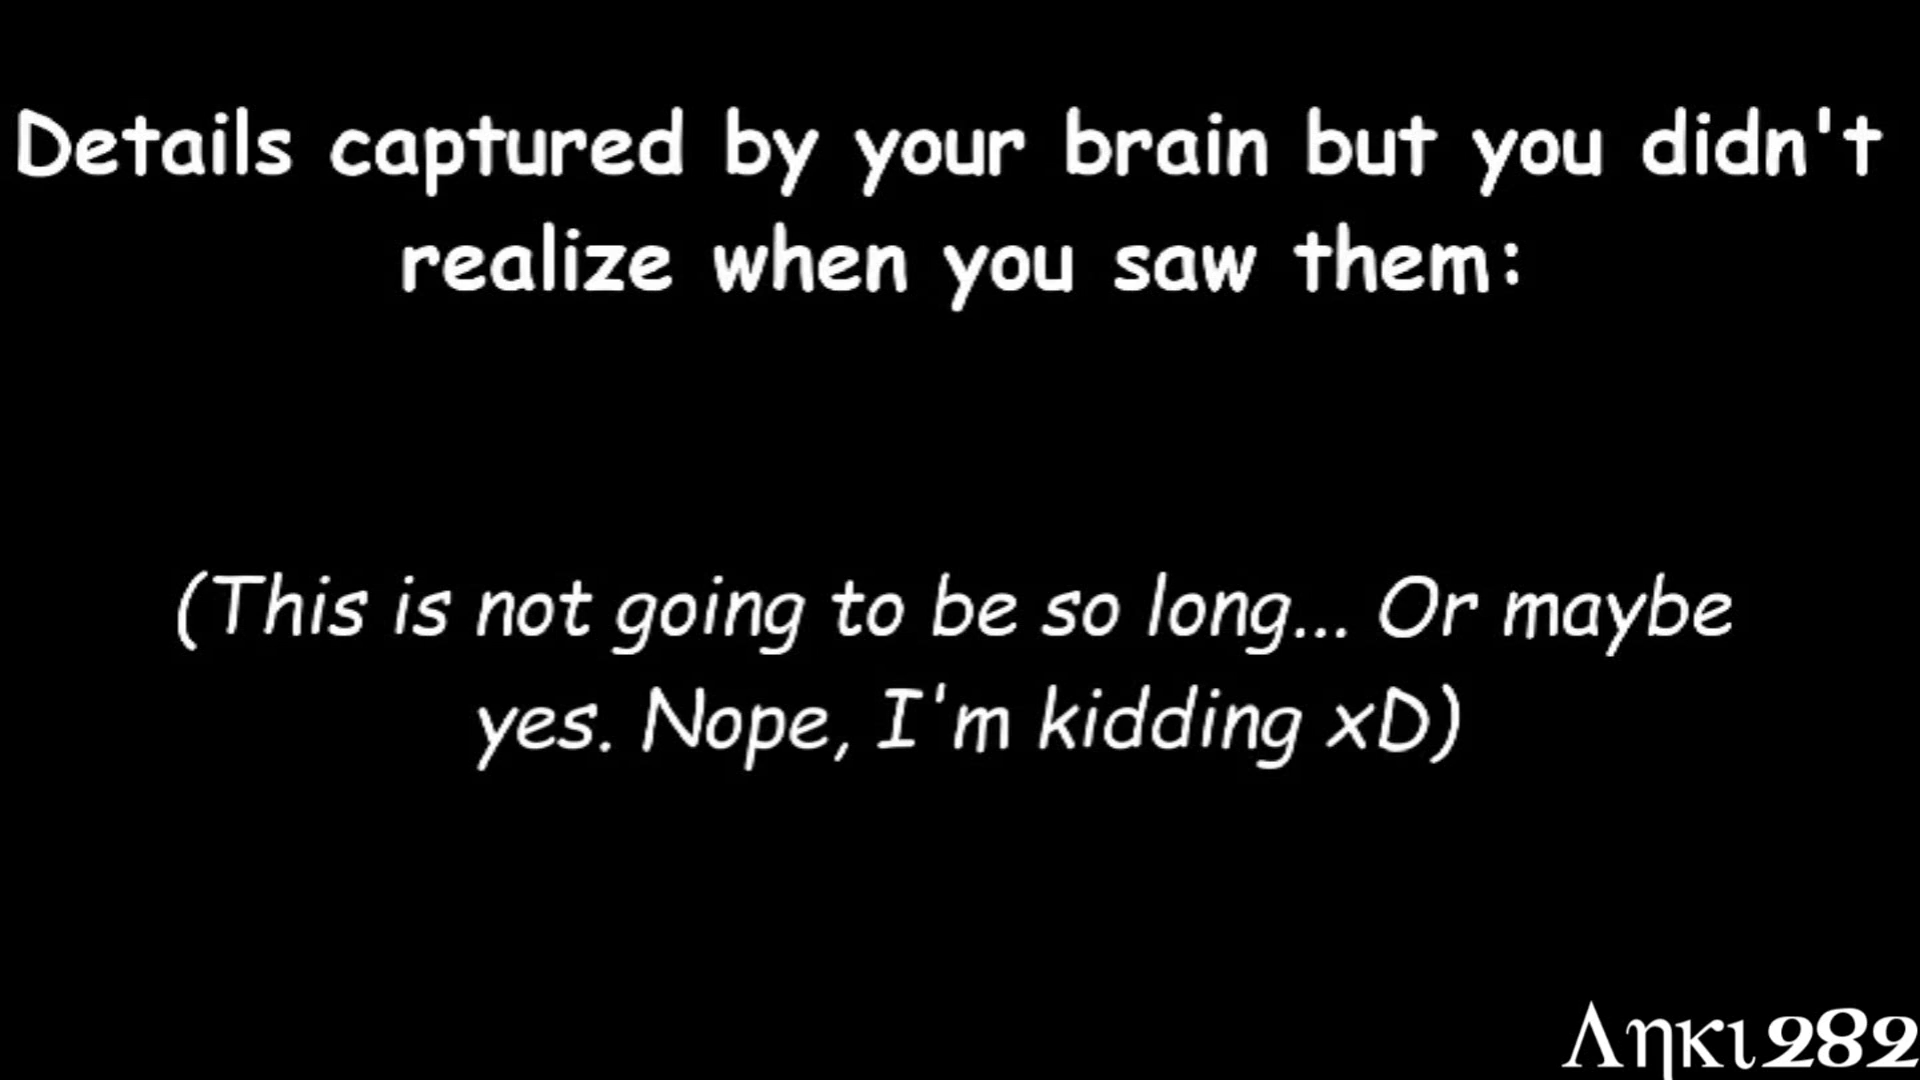 Details captured by your brain but you didn't
realize when you saw them:
(This is not going to be so long... Or maybe
yes. Nope, I'm kidding xD)
Ληκι282